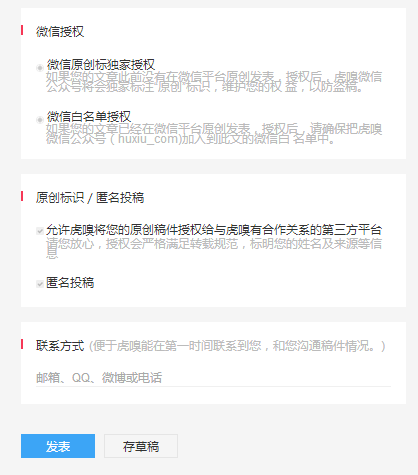 微信授权
微信原创标独家授权
如果您的文章此前没有在微信平台原创发表，授权后，虎嗅微信
公众号将会独家标注"原创"标识，维护您的权 益，以防盗稿。
微信白名单授权
如果您的文章已经在微信平台原创发表，授权后，请确保把虎嗅
微信公众号（huxiu_com)加入到此文的微信白 名单中。
原创标识 / 匿名投稿
允许虎嗅将您的原创稿件授权给与虎嗅有合作关系的第三方平台
请您放心，授权会严格满足转载规范，标明您的姓名及来源等信
息
匿名投稿
联系方式 (便于虎嗅能在第一时间联系到您，和您沟通稿件情况。)
邮箱、QQ、微博或电话
发表 存草稿